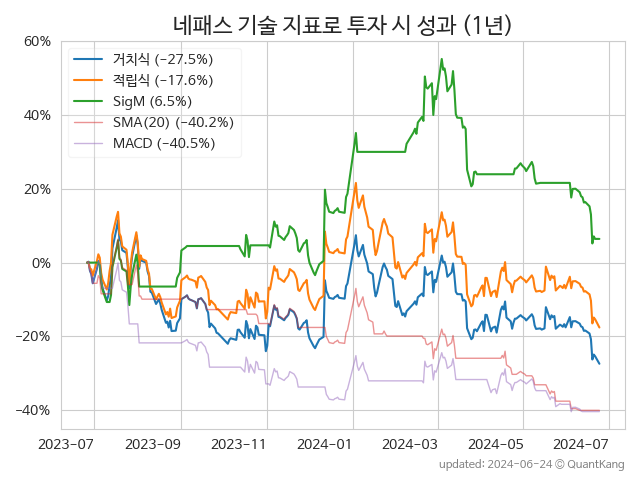 네패스 기술 지표로 투자 시 성과 (1년)
60%
40%
20%
0%
−20%
−40%
거치식 (−27.5%)
적립식 (−17.6%)
SigM (6.5%)
SMA(20) (−40.2%)
MACD (−40.5%)
2023-07 2023-09 2023-11 2024-01 2024-03 2024-05 2024-07
updated: 2024-06-24 © QuantKang